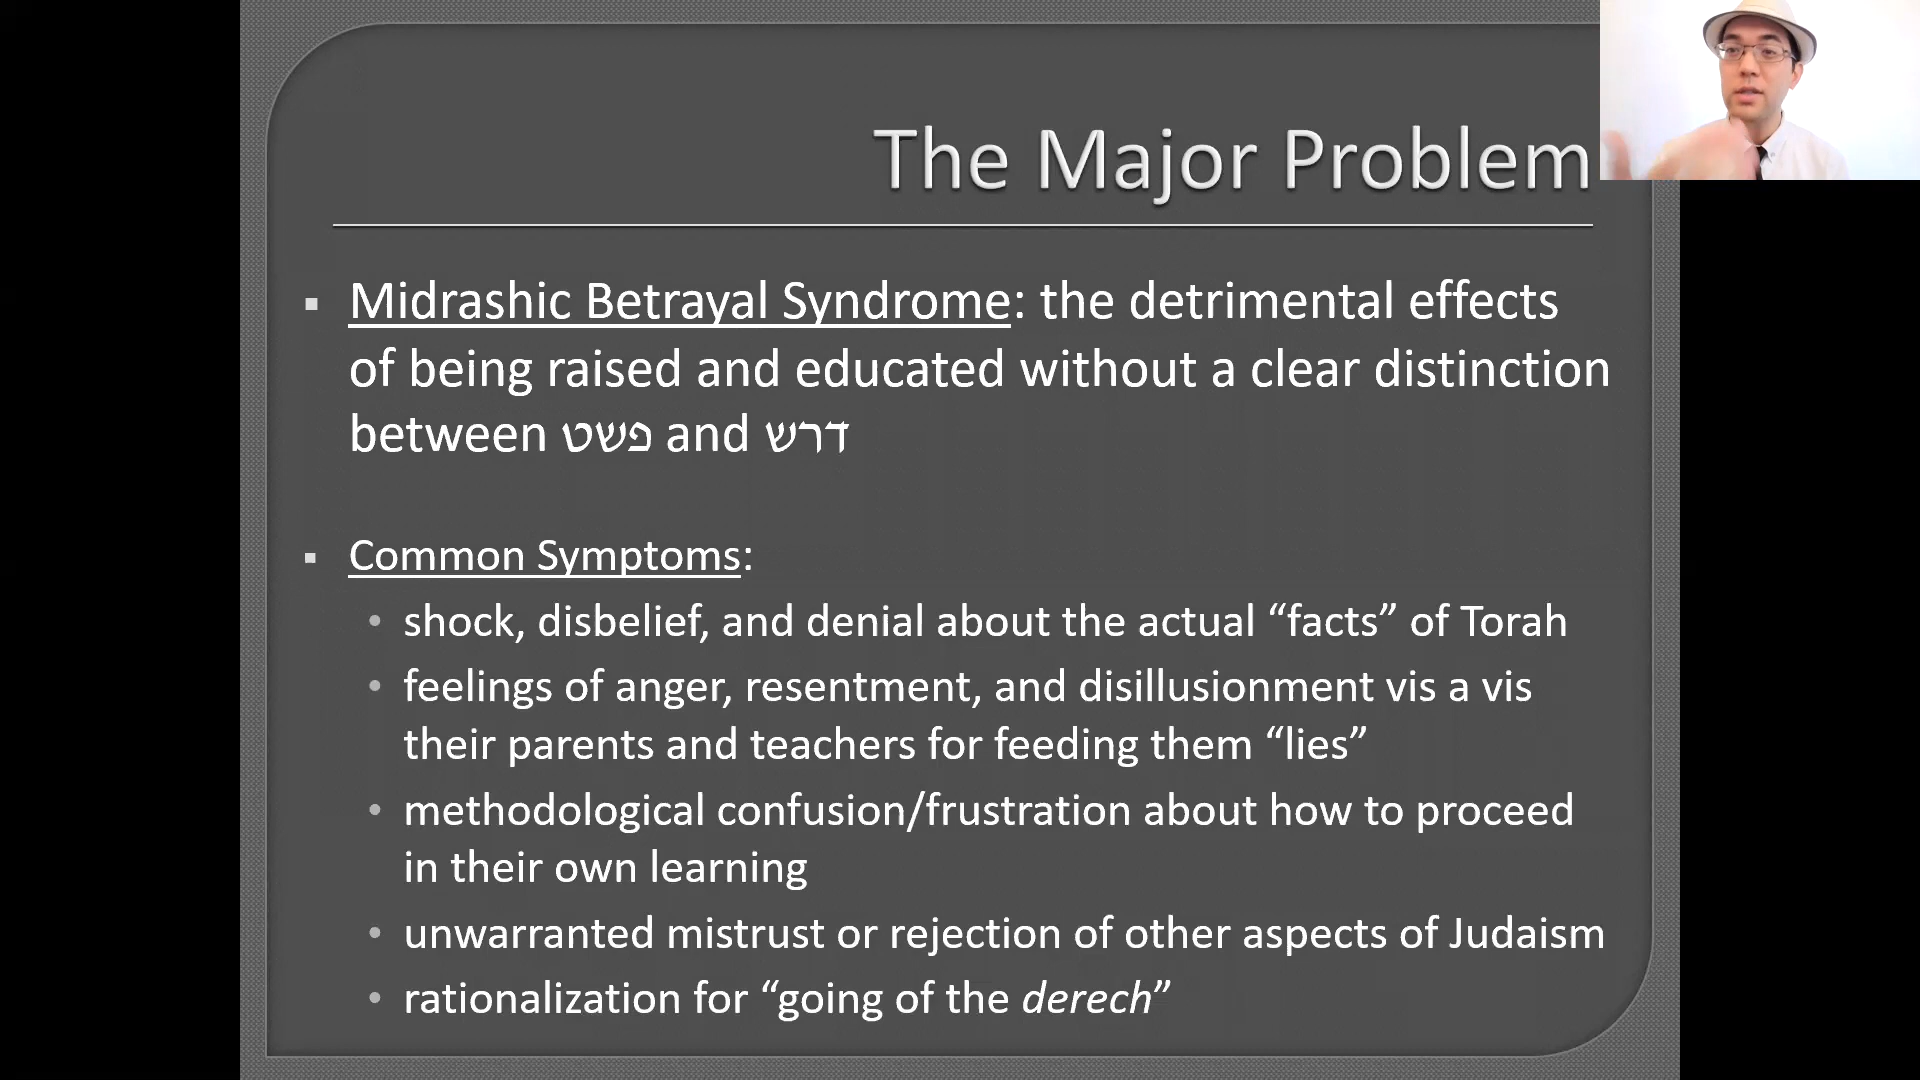 The Major Problem
▪ Midrashic Betrayal Syndrome: the detrimental effects
of being raised and educated without a clear distinction
between פשט and דרש
▪ Common Symptoms:
• shock, disbelief, and denial about the actual “facts” of Torah
• feelings of anger, resentment, and disillusionment vis a vis
their parents and teachers for feeding them “lies”
• methodological confusion/frustration about how to proceed
in their own learning
• unwarranted mistrust or rejection of other aspects of Judaism
• rationalization for “going of the derech”